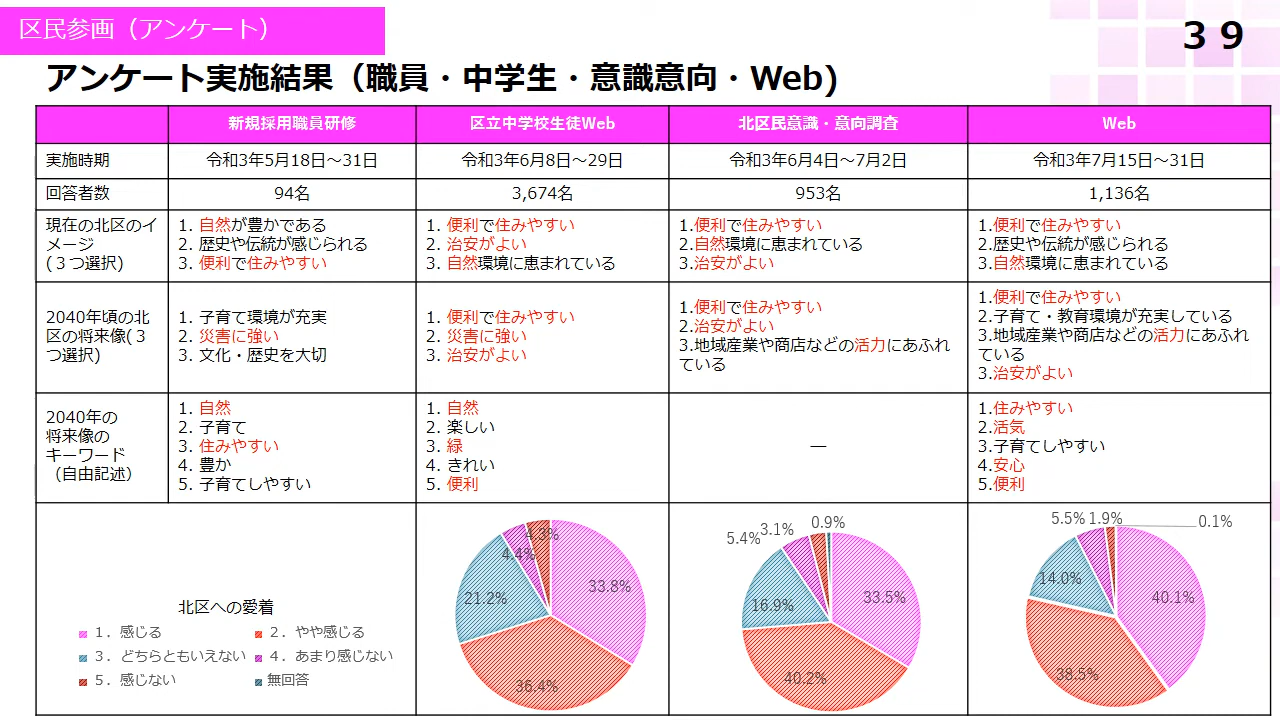 区民参画（アンケート）
３９
アンケート実施結果（職員・中学生・意識意向・Web)
新規採用職員研修
区立中学校生徒Web
北区民意識・意向調査
Web
実施時期
令和3年5月18日～31日
令和3年6月8日～29日
令和3年6月4日～7月2日
令和3年7月15日～31日
回答者数
94名
3,674名
953名
1,136名
現在の北区のイ
メージ
(３つ選択)
1. 自然が豊かである
2. 歴史や伝統が感じられる
3. 便利で住みやすい
1. 便利で住みやすい
2. 治安がよい
3. 自然環境に恵まれている
1.便利で住みやすい
2.自然環境に恵まれている
3.治安がよい
1.便利で住みやすい
2.歴史や伝統が感じられる
3.自然環境に恵まれている
2040年頃の北
区の将来像(３
つ選択)
1. 子育て環境が充実
2. 災害に強い
3. 文化・歴史を大切
1. 便利で住みやすい
2. 災害に強い
3. 治安がよい
1.便利で住みやすい
2.治安がよい
3.地域産業や商店などの活力にあふれ
ている
1.便利で住みやすい
2.子育て・教育環境が充実している
3.地域産業や商店などの活力にあふれ
ている
3.治安がよい
2040年の
将来像の
キーワード
（自由記述）
1. 自然
2. 子育て
3. 住みやすい
4. 豊か
5. 子育てしやすい
1. 自然
2. 楽しい
3. 緑
4. きれい
5. 便利
―
1.住みやすい
2.活気
3.子育てしやすい
4.安心
5.便利
北区への愛着
１．感じる
２．やや感じる
３．どちらともいえない
４．あまり感じない
５．感じない
無回答
4.3%
4.4%
33.8%
21.2%
36.4%
0.9%
3.1%
5.4%
33.5%
16.9%
40.2%
5.5%
1.9%
0.1%
14.0%
40.1%
38.5%